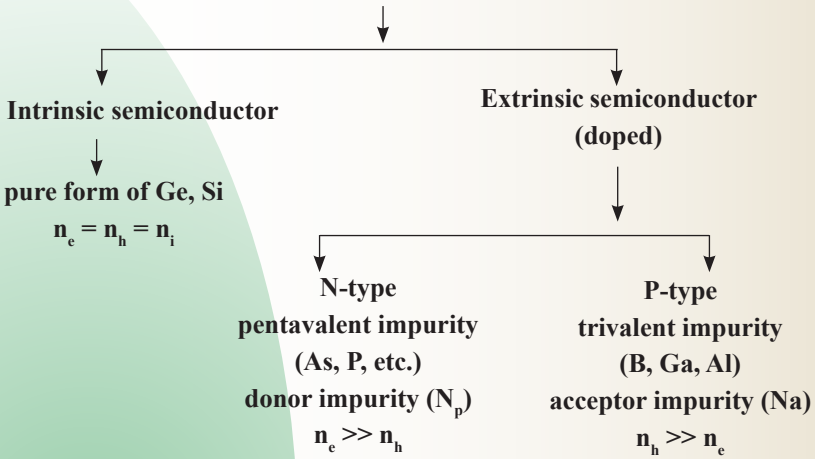 Intrinsic semiconductor
pure form of Ge, Si
nₑ = nₕ = nᵢ
Extrinsic semiconductor
(doped)
N-type
pentavalent impurity
(As, P, etc.)
donor impurity (Nₚ)
nₑ >> nₕ
P-type
trivalent impurity
(B, Ga, Al)
acceptor impurity (Na)
nₕ >> nₑ